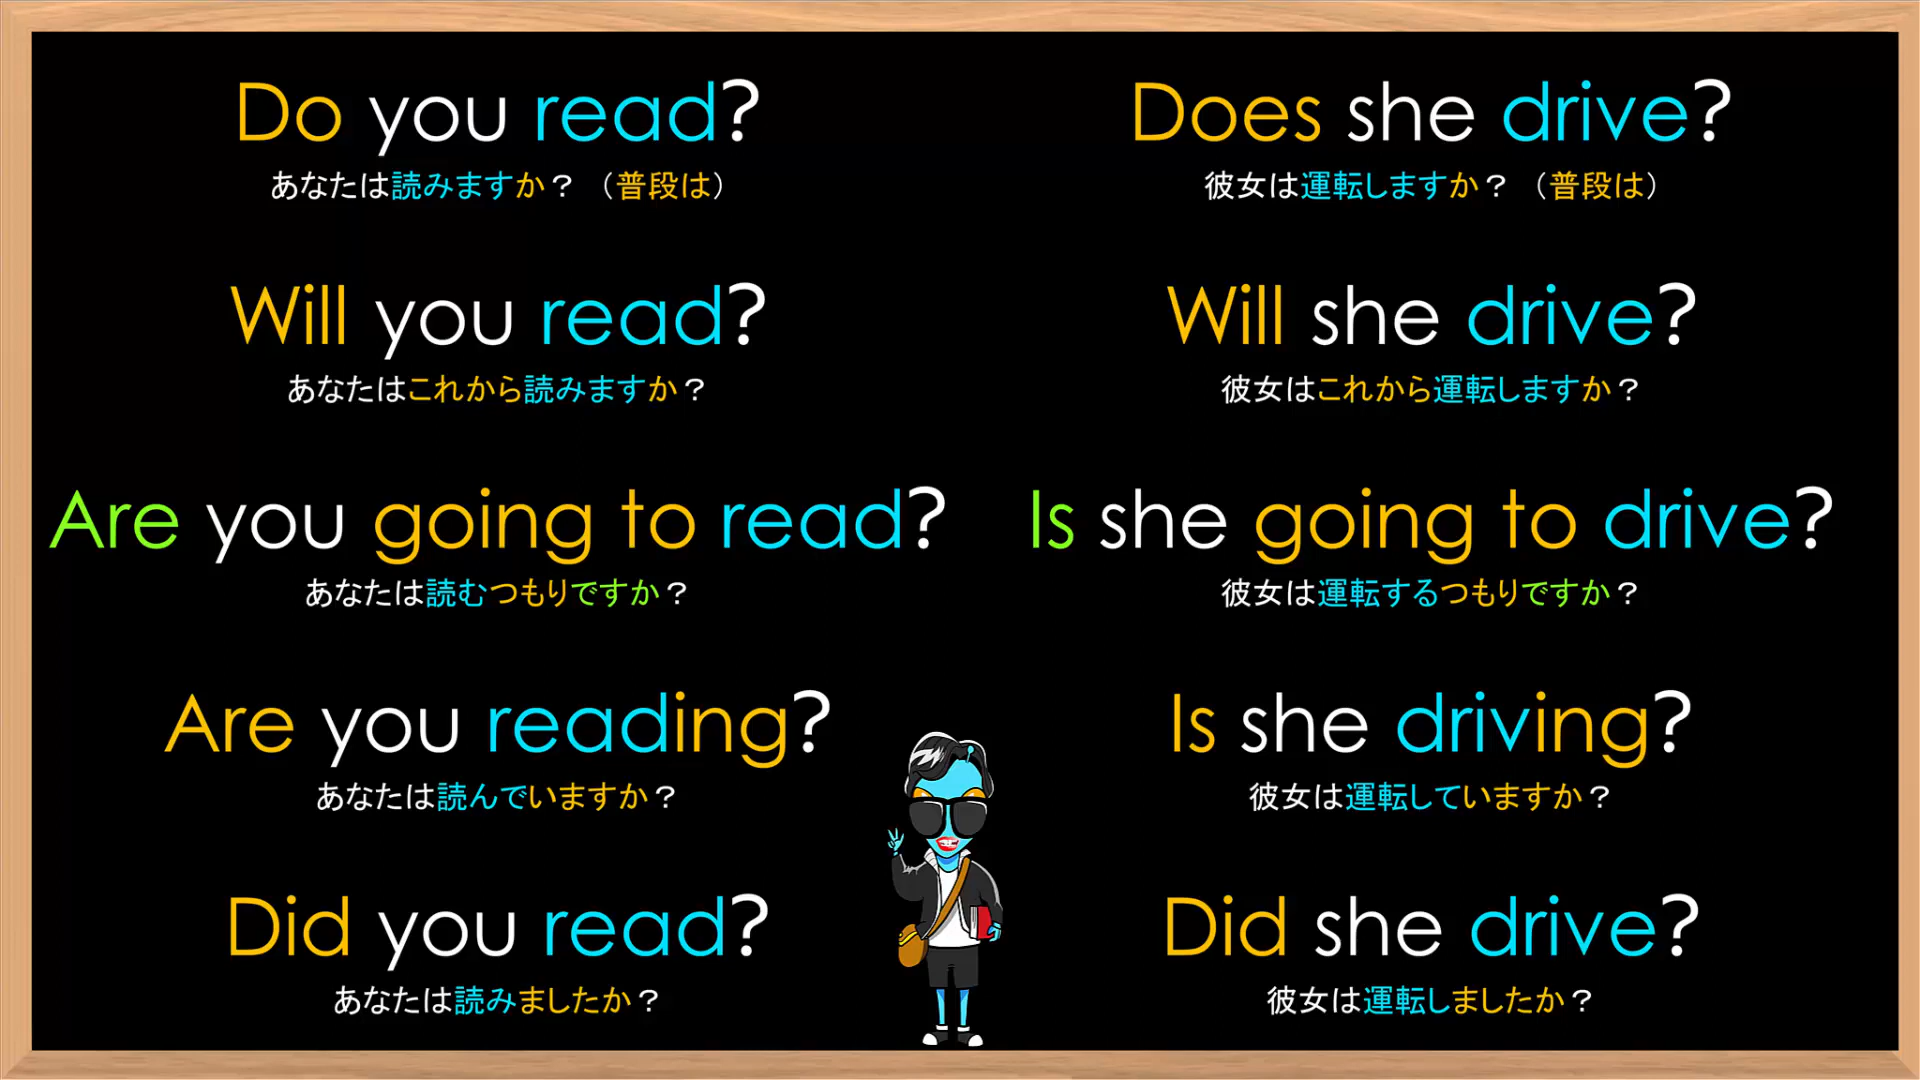 Do you read?
あなたは読みますか？（普段は）
Will you read?
あなたはこれから読みますか？
Are you going to read?
あなたは読むつもりですか？
Are you reading?
あなたは読んでいますか？
Did you read?
あなたは読みましたか？
Does she drive?
彼女は運転しますか？（普段は）
Will she drive?
彼女はこれから運転しますか？
Is she going to drive?
彼女は運転するつもりですか？
Is she driving?
彼女は運転していますか？
Did she drive?
彼女は運転しましたか？